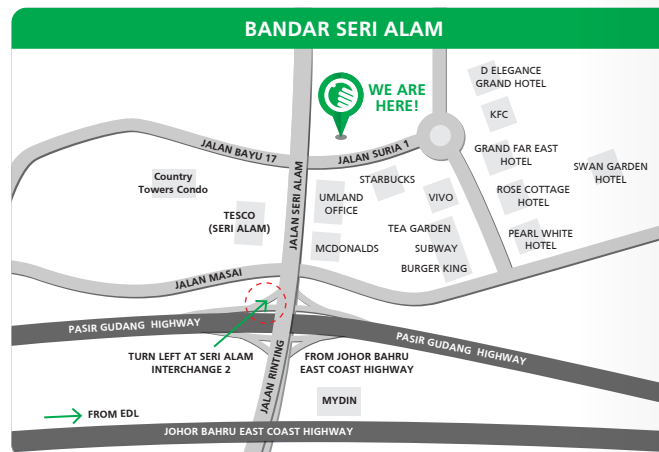 BANDAR SERI ALAM
D ELEGANCE
GRAND HOTEL
WE ARE
HERE!
KFC
JALAN BAYU 17
JALAN SURIA 1
GRAND FAR EAST
HOTEL
SWAN GARDEN
HOTEL
Country
Towers Condo
STARBUCKS
UMLAND
OFFICE
VIVO
ROSE COTTAGE
HOTEL
TESCO
(SERI ALAM)
JALAN SERI ALAM
TEA GARDEN
MCDONALDS
SUBWAY
PEARL WHITE
HOTEL
BURGER KING
JALAN MASAI
PASIR GUDANG HIGHWAY
PASIR GUDANG HIGHWAY
TURN LEFT AT SERI ALAM
INTERCHANGE 2
FROM JOHOR BAHRU
EAST COAST HIGHWAY
JALAN RINTING
MYDIN
FROM EDL
JOHOR BAHRU EAST COAST HIGHWAY